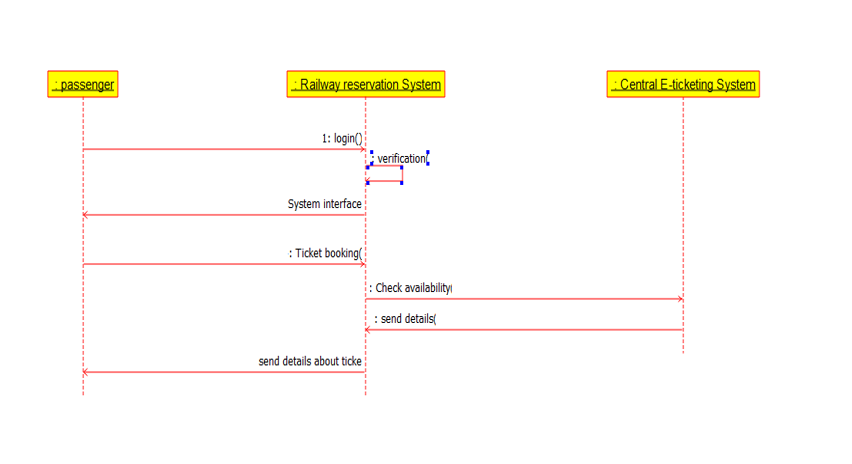 : passenger
: Railway reservation System
: Central E-ticketing System
1: login()
: verification(
System interface
: Ticket booking(
: Check availability(
: send details(
send details about ticke